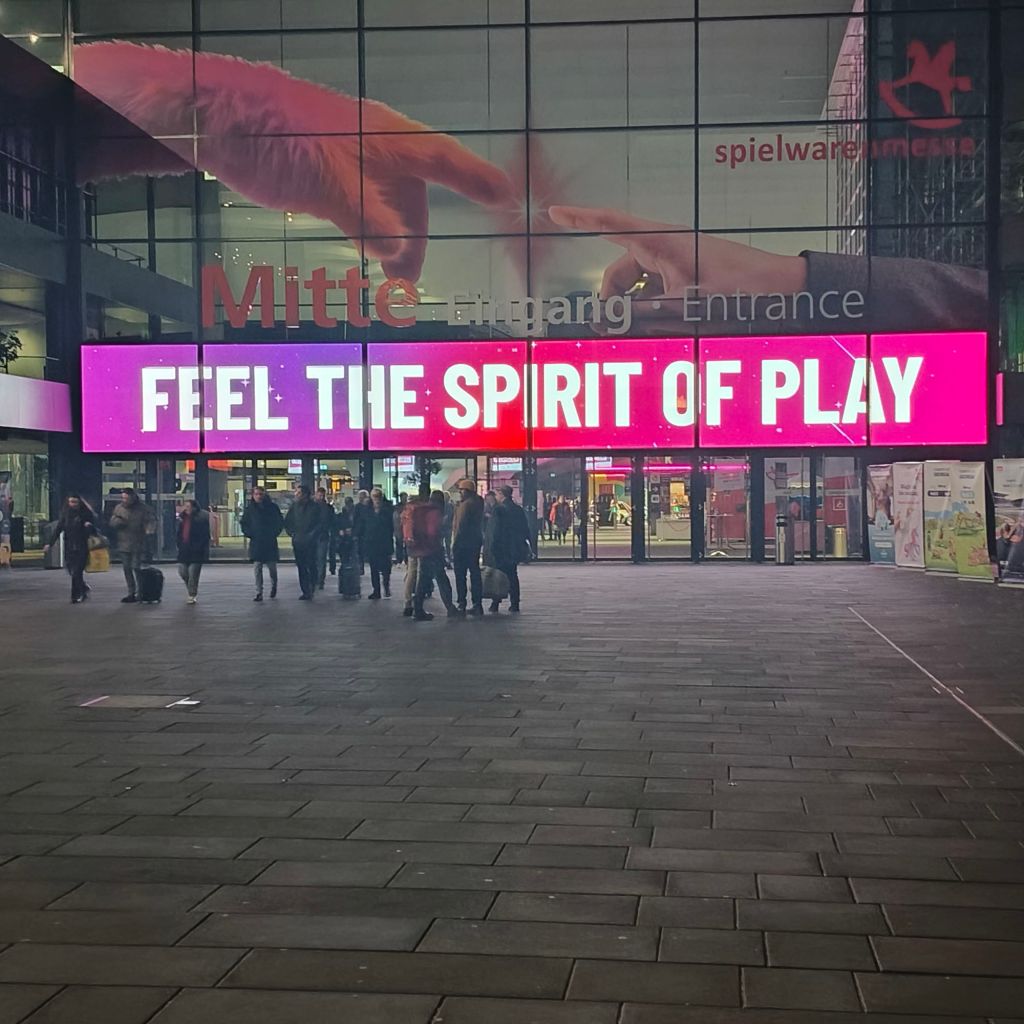 spielwarenmesse
Mitte Eingang · Entrance
FEEL THE SPIRIT OF PLAY